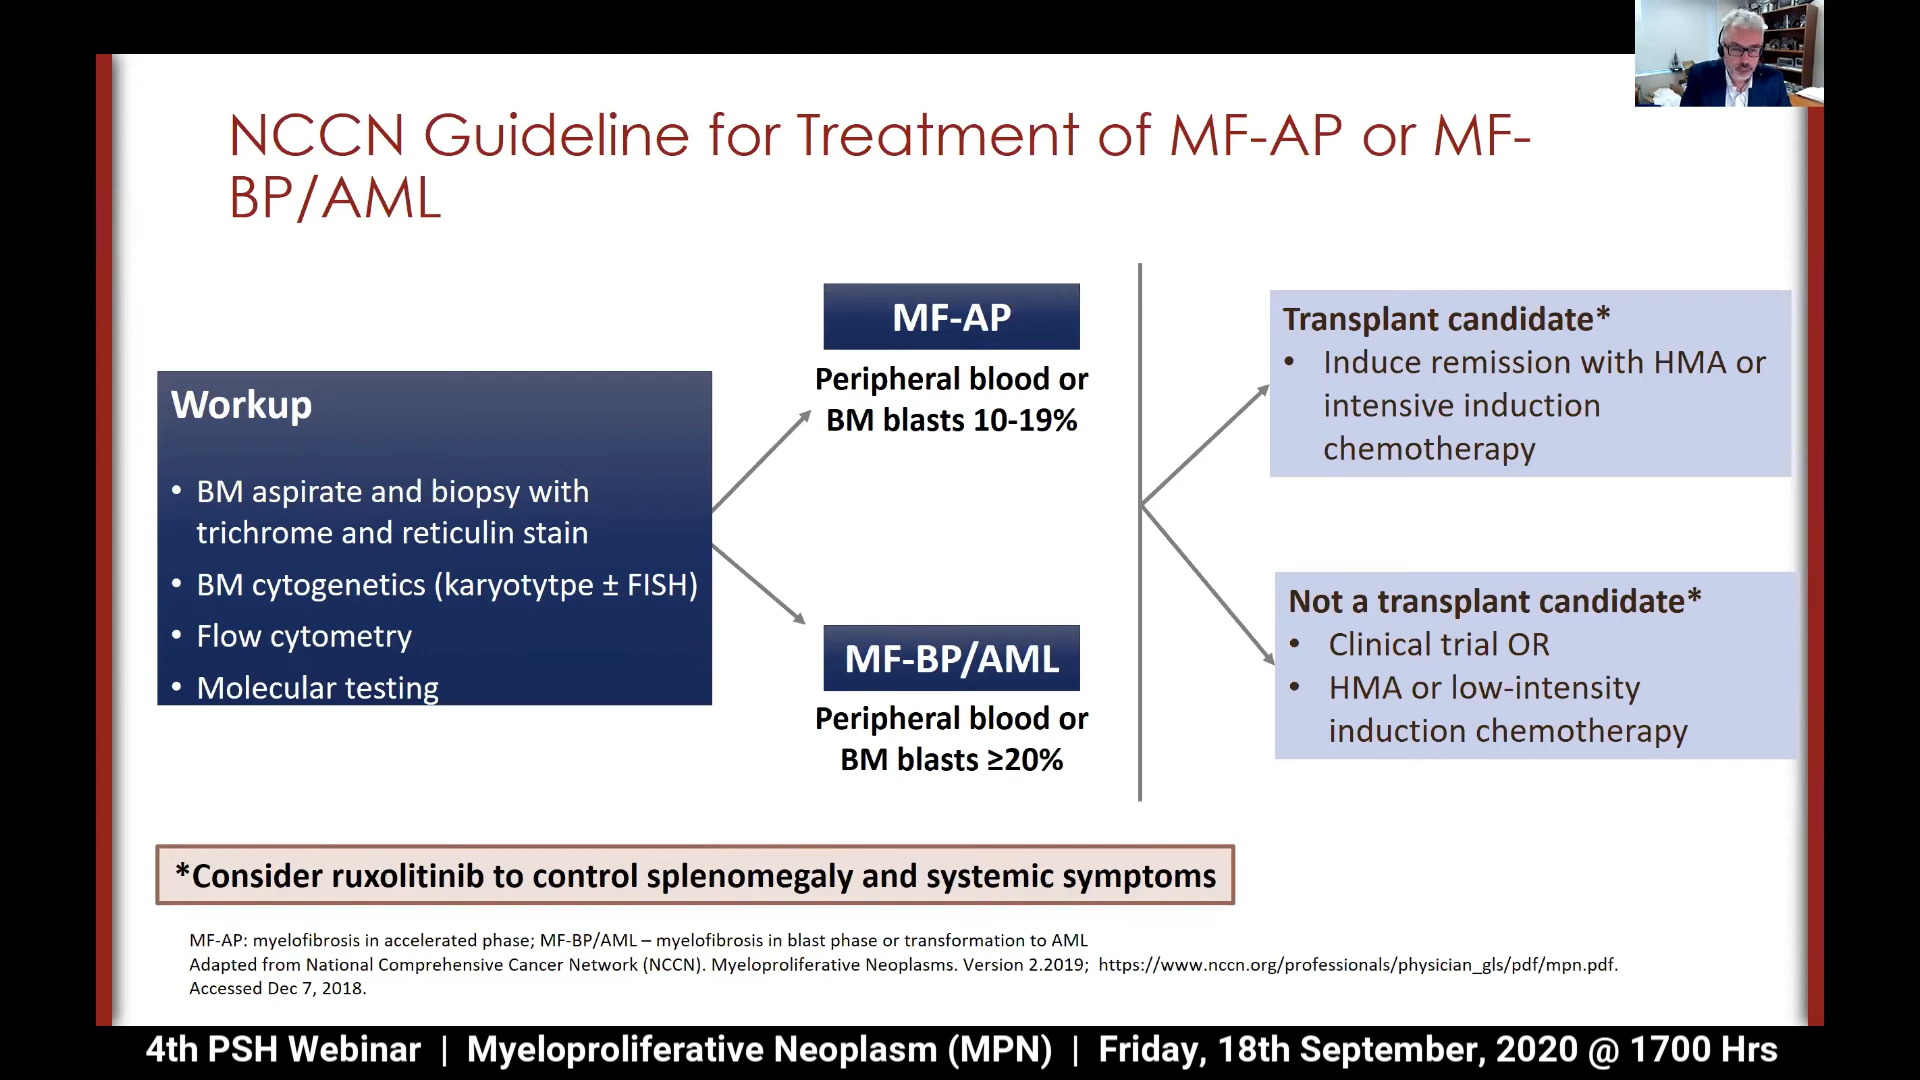 NCCN Guideline for Treatment of MF-AP or MF-
BP/AML
Workup
• BM aspirate and biopsy with
trichrome and reticulin stain
• BM cytogenetics (karyotytpe ± FISH)
• Flow cytometry
• Molecular testing
MF-AP
Peripheral blood or
BM blasts 10-19%
MF-BP/AML
Peripheral blood or
BM blasts ≥20%
Transplant candidate*
• Induce remission with HMA or
intensive induction
chemotherapy
Not a transplant candidate*
• Clinical trial OR
• HMA or low-intensity
induction chemotherapy
*Consider ruxolitinib to control splenomegaly and systemic symptoms
MF-AP: myelofibrosis in accelerated phase; MF-BP/AML – myelofibrosis in blast phase or transformation to AML
Adapted from National Comprehensive Cancer Network (NCCN). Myeloproliferative Neoplasms. Version 2.2019; https://www.nccn.org/professionals/physician_gls/pdf/mpn.pdf.
Accessed Dec 7, 2018.
4th PSH Webinar | Myeloproliferative Neoplasm (MPN) | Friday, 18th September, 2020 @ 1700 Hrs